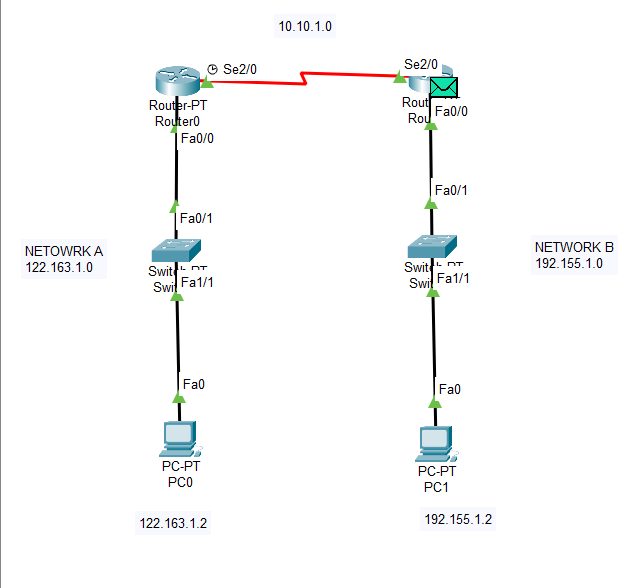 10.10.1.0
Se2/0
Se2/0
Router-PT
Router0
Fa0/0
Fa0/0
Fa0/1
Fa0/1
NETOWRK A
122.163.1.0
NETWORK B
192.155.1.0
Fa1/1
Fa1/1
Fa0
Fa0
PC-PT
PC0
PC-PT
PC1
122.163.1.2
192.155.1.2